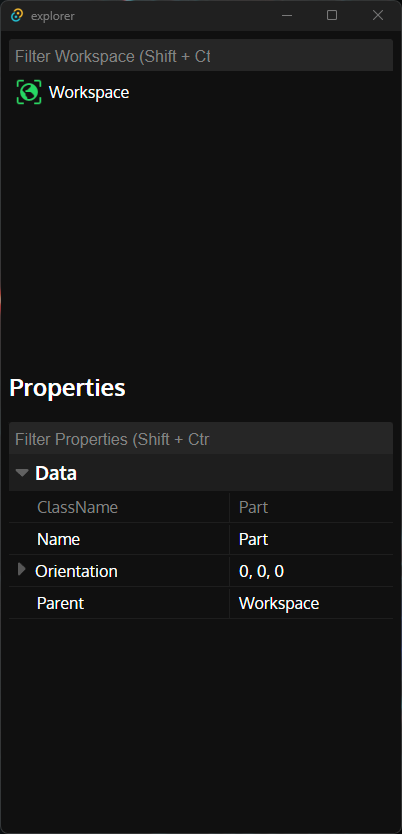 explorer
Filter Workspace (Shift + Ct
Workspace
Properties
Filter Properties (Shift + Ctr
Data
ClassName Part
Name Part
Orientation 0, 0, 0
Parent Workspace